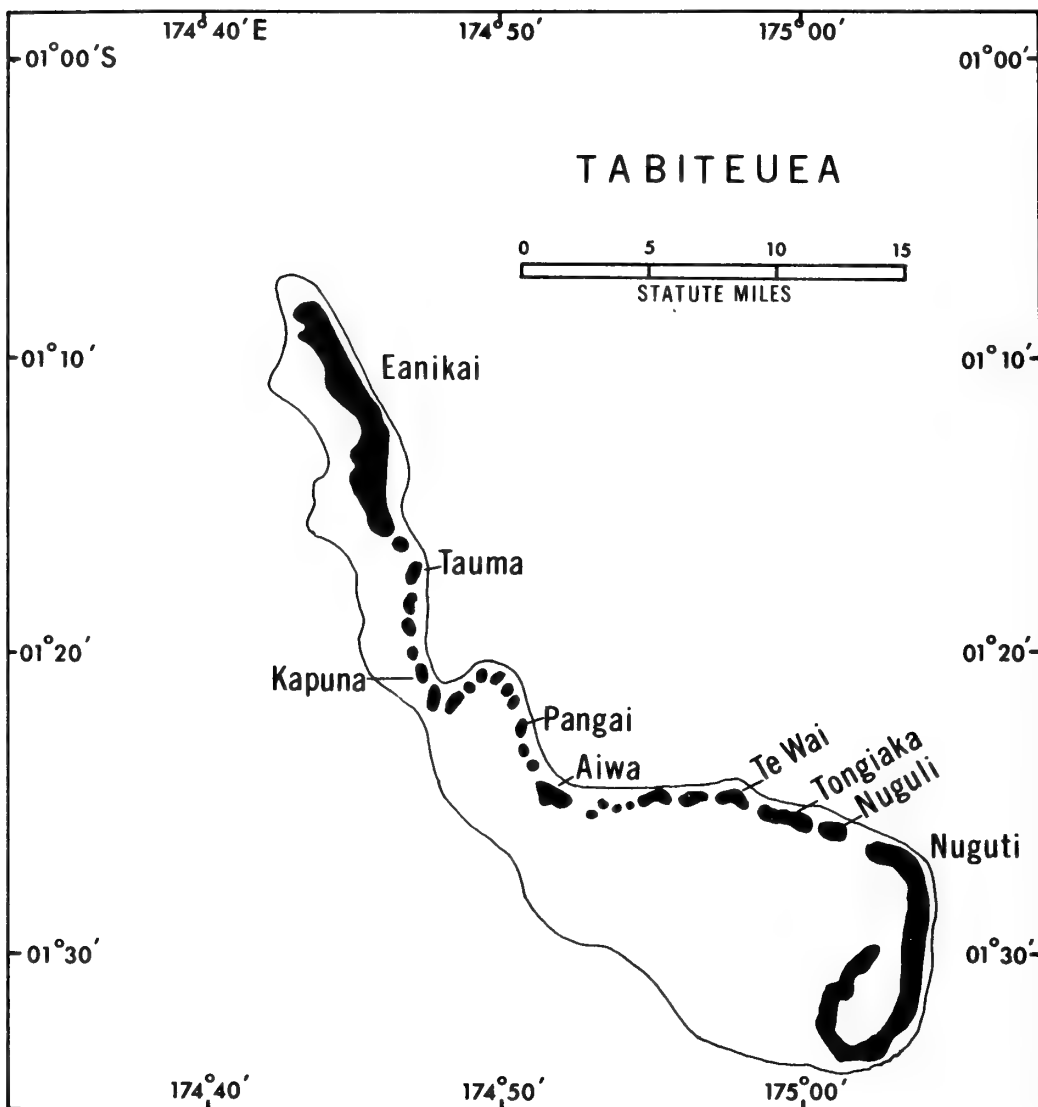 174°40'E 174°50' 175°00'
01°00'S 01°00'
TABITEUEA
0 5 10 15
STATUTE MILES
01°10' Eanikai 01°10'
Tauma
01°20' 01°20'
Kapuna
Pangai
Aiwa
Te Wai
Tongiaka
Nuguli
Nuguti
01°30' 01°30'
174°40' 174°50' 175°00'